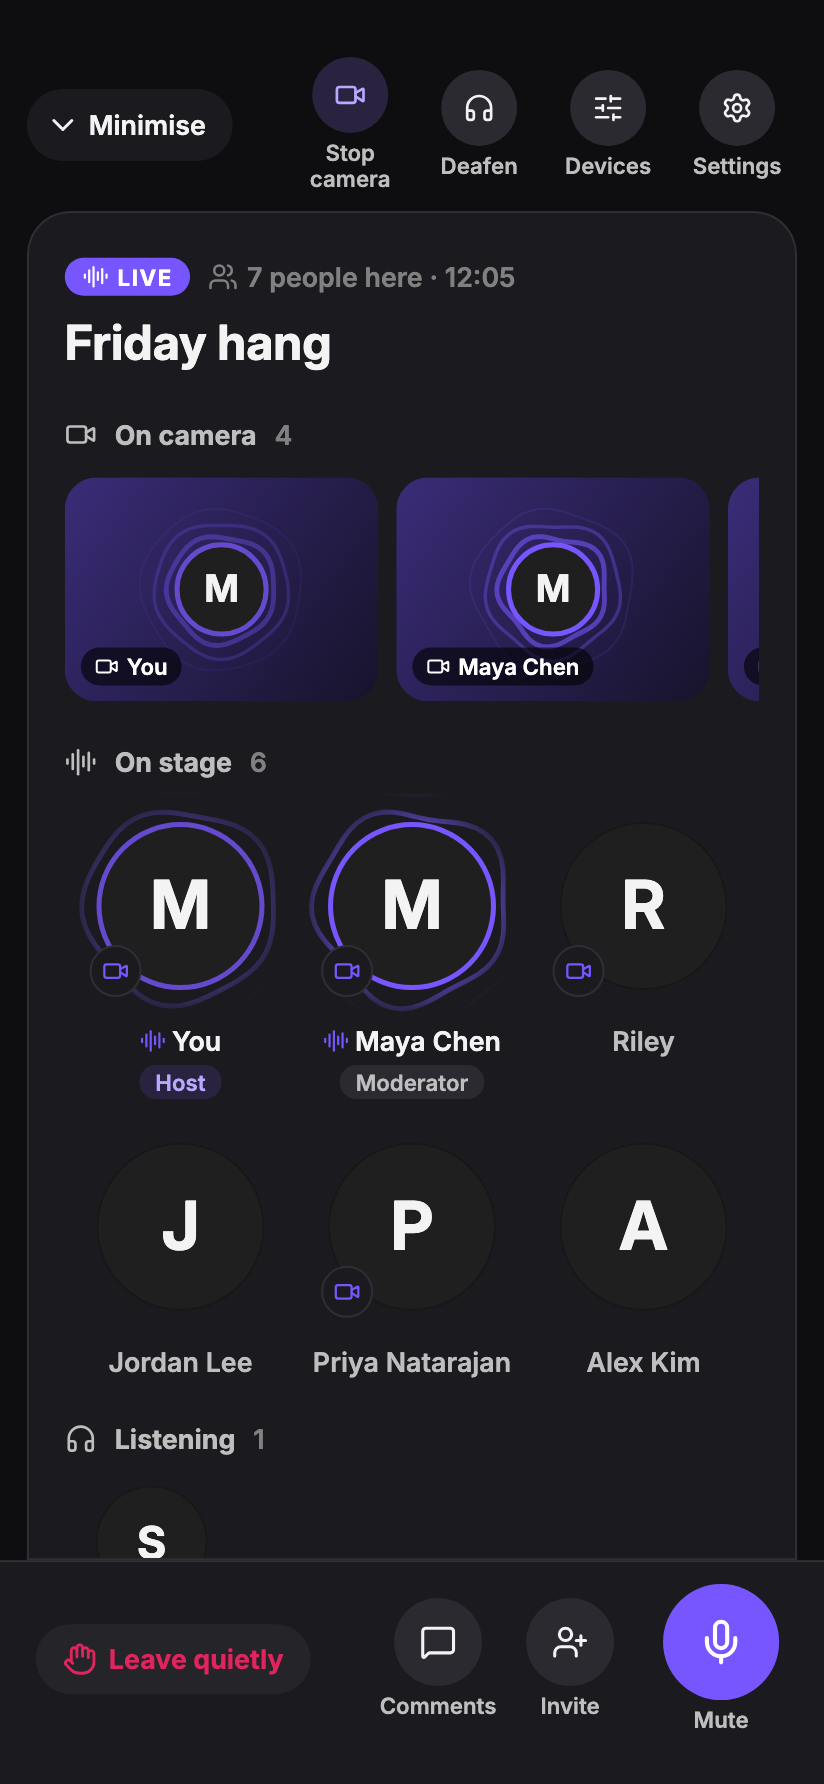 Minimise
Stop
camera
Deafen
Devices
Settings
LIVE
7 people here · 12:05
Friday hang
On camera 4
M
You
M
Maya Chen
On stage 6
M
You
Host
M
Maya Chen
Moderator
R
Riley
J
Jordan Lee
P
Priya Natarajan
A
Alex Kim
Listening 1
S
Leave quietly
Comments
Invite
Mute